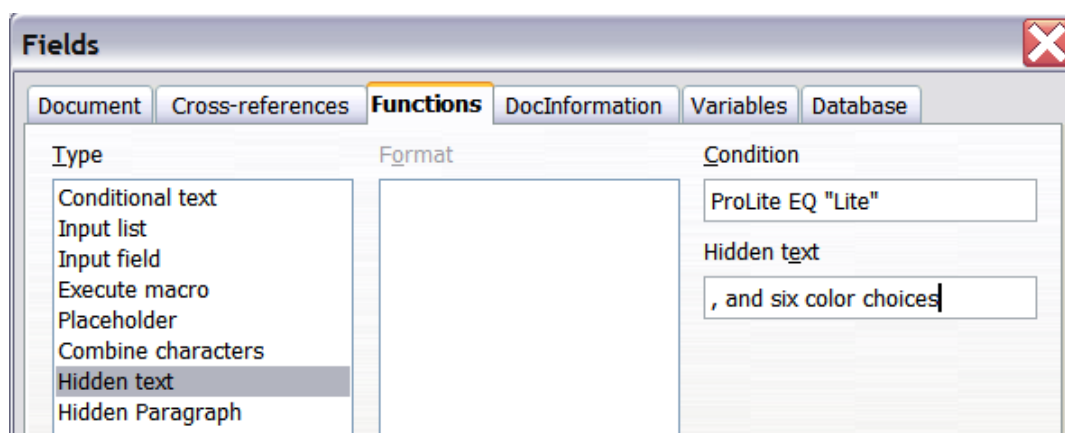 Fields
Document Cross-references Functions DocInformation Variables Database
Type
Conditional text
Input list
Input field
Execute macro
Placeholder
Combine characters
Hidden text
Hidden Paragraph
Format
Condition
ProLite EQ "Lite"
Hidden text
, and six color choices